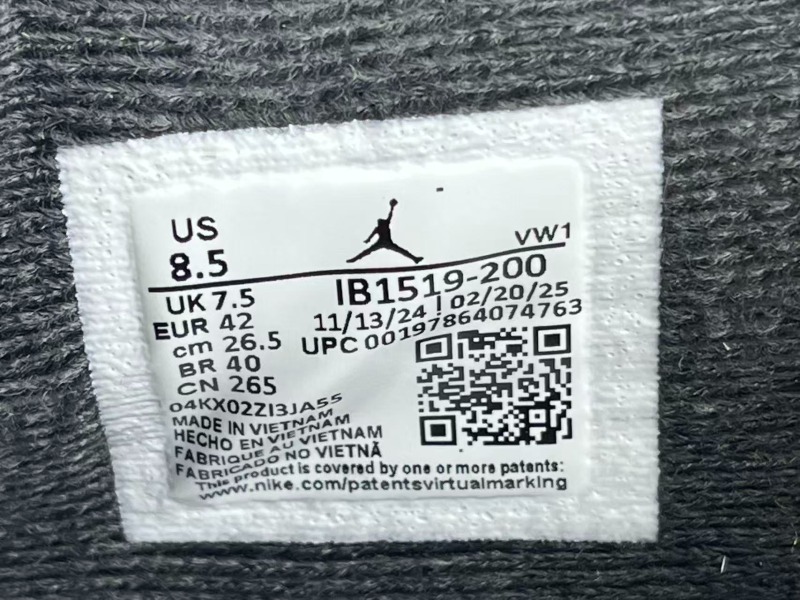 US
8.5
VW1
IB1519-200
UK 7.5
11/13/24 | 02/20/25
EUR 42
UPC 00197864074763
cm 26.5
BR 40
CN 265
04KX02ZI3JA55
MADE IN VIETNAM
HECHO EN VIETNAM
FABRIQUE AU VIETNAM
FABRICADO NO VIETNÃ
This product is covered by one or more patents:
www.nike.com/patentsvirtualmarking